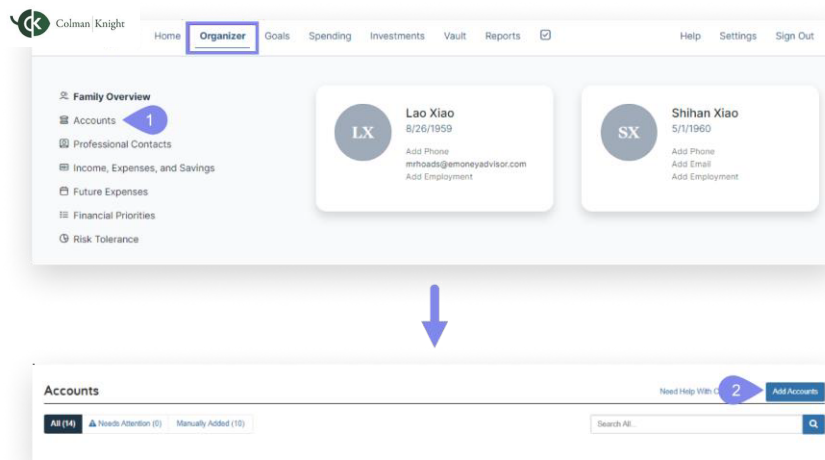 Colman Knight
Home Organizer Goals Spending Investments Vault Reports Help Settings Sign Out
Family Overview
Accounts 1
Professional Contacts
Income, Expenses, and Savings
Future Expenses
Financial Priorities
Risk Tolerance
LX
Lao Xiao
8/26/1959
Add Phone
mrhoads@emoneyadvisor.com
Add Employment
SX
Shihan Xiao
5/1/1960
Add Phone
Add Email
Add Employment
Accounts
Need Help With 2 Add Accounts
All (14) Needs Attention (0) Manually Added (10) Search All...